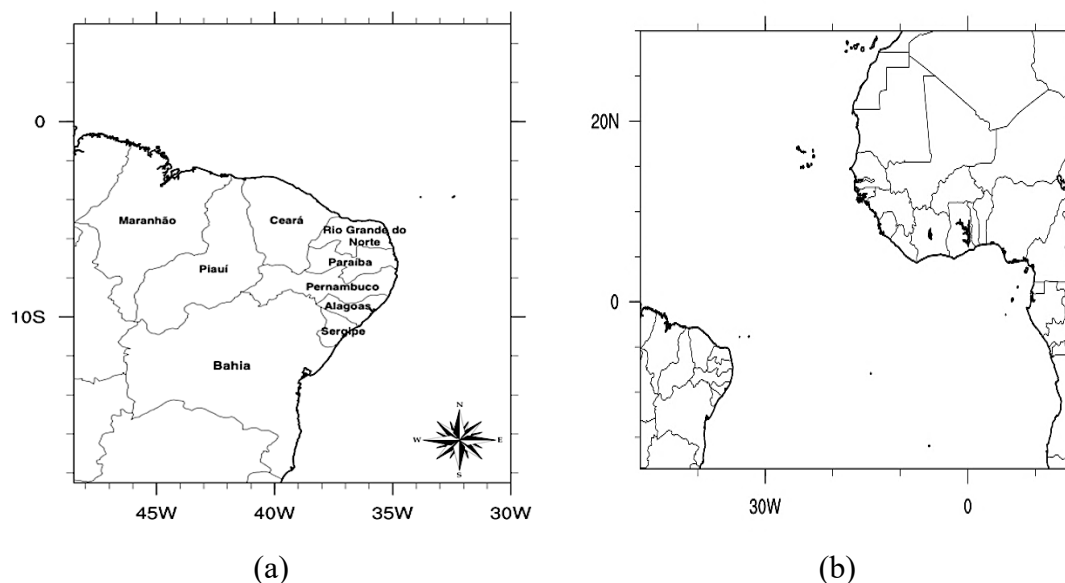 0
10S
Maranhão
Ceará
Rio Grande do
Norte
Piauí
Paraíba
Pernambuco
Alagoas
Sergipe
Bahia
N
W
E
S
45W
40W
35W
30W
(a)
20N
0
30W
0
(b)